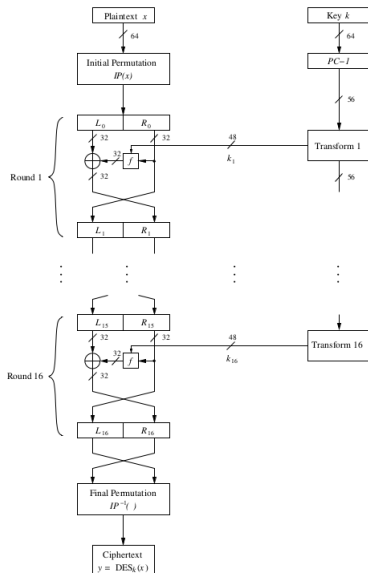 Plaintext x
Key k
64
64
Initial Permutation
IP(x)
PC−1
56
L0 R0
32 32
48
32
f
k1
Transform 1
32
56
Round 1
L1 R1
L15 R15
32 32
48
32
f
k16
Transform 16
32
Round 16
L16 R16
Final Permutation
IP⁻¹( )
Ciphertext
y = DESk(x)